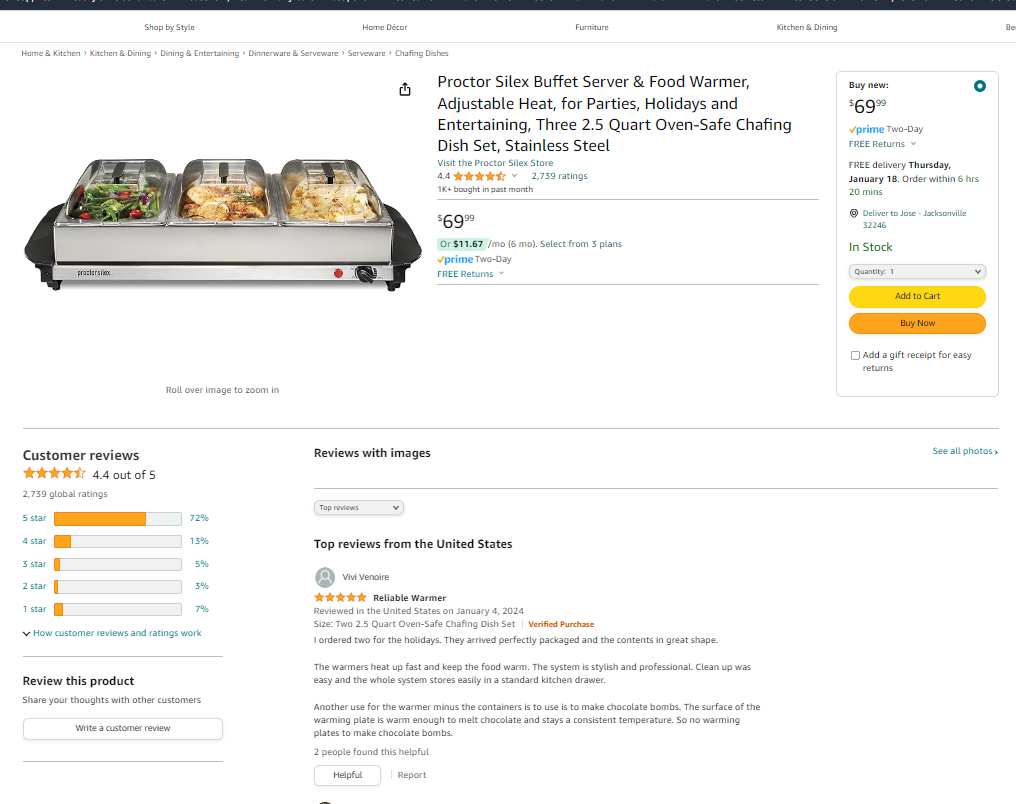 Shop by Style
Home Décor
Furniture
Kitchen & Dining
Home & Kitchen › Kitchen & Dining › Dining & Entertaining › Dinnerware & Serveware › Serveware › Chafing Dishes
proctor silex
Roll over image to zoom in
Proctor Silex Buffet Server & Food Warmer,
Adjustable Heat, for Parties, Holidays and
Entertaining, Three 2.5 Quart Oven-Safe Chafing
Dish Set, Stainless Steel
Visit the Proctor Silex Store
4.4 2,739 ratings
1K+ bought in past month
$69 99
Or $11.67 /mo (6 mo). Select from 3 plans
prime Two-Day
FREE Returns
Buy new:
$69 99
prime Two-Day
FREE Returns
FREE delivery Thursday,
January 18. Order within 6 hrs
20 mins
Deliver to Jose - Jacksonville
32246
In Stock
Quantity: 1
Add to Cart
Buy Now
Add a gift receipt for easy
returns
Customer reviews
4.4 out of 5
2,739 global ratings
5 star 72%
4 star 13%
3 star 5%
2 star 3%
1 star 7%
How customer reviews and ratings work
Review this product
Share your thoughts with other customers
Write a customer review
Reviews with images
See all photos ›
Top reviews
Top reviews from the United States
Vivi Venoire
Reliable Warmer
Reviewed in the United States on January 4, 2024
Size: Two 2.5 Quart Oven-Safe Chafing Dish Set | Verified Purchase
I ordered two for the holidays. They arrived perfectly packaged and the contents in great shape.
The warmers heat up fast and keep the food warm. The system is stylish and professional. Clean up was
easy and the whole system stores easily in a standard kitchen drawer.
Another use for the warmer minus the containers is to use is to make chocolate bombs. The surface of the
warming plate is warm enough to melt chocolate and stays a consistent temperature. So no warming
plates to make chocolate bombs.
2 people found this helpful
Helpful | Report